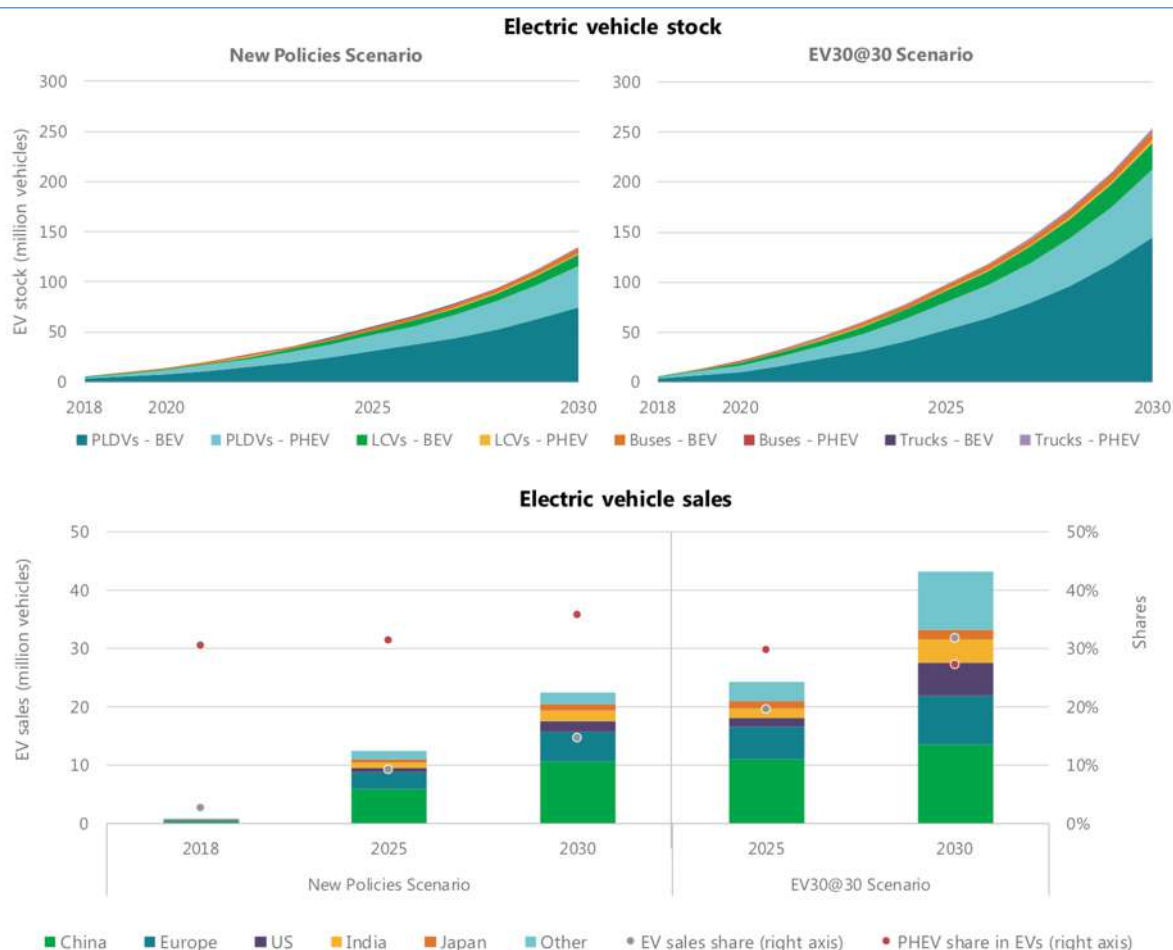 Electric vehicle stock
New Policies Scenario
EV30@30 Scenario
EV stock (million vehicles)
300
250
200
150
100
50
0
2018 2020 2025 2030
300
250
200
150
100
50
0
2018 2020 2025 2030
PLDVs - BEV PLDVs - PHEV LCVs - BEV LCVs - PHEV Buses - BEV Buses - PHEV Trucks - BEV Trucks - PHEV
Electric vehicle sales
EV sales (million vehicles)
50
40
30
20
10
0
50%
40%
30%
20%
10%
0%
Shares
2018 2025 2030 2025 2030
New Policies Scenario EV30@30 Scenario
China Europe US India Japan Other EV sales share (right axis) PHEV share in EVs (right axis)